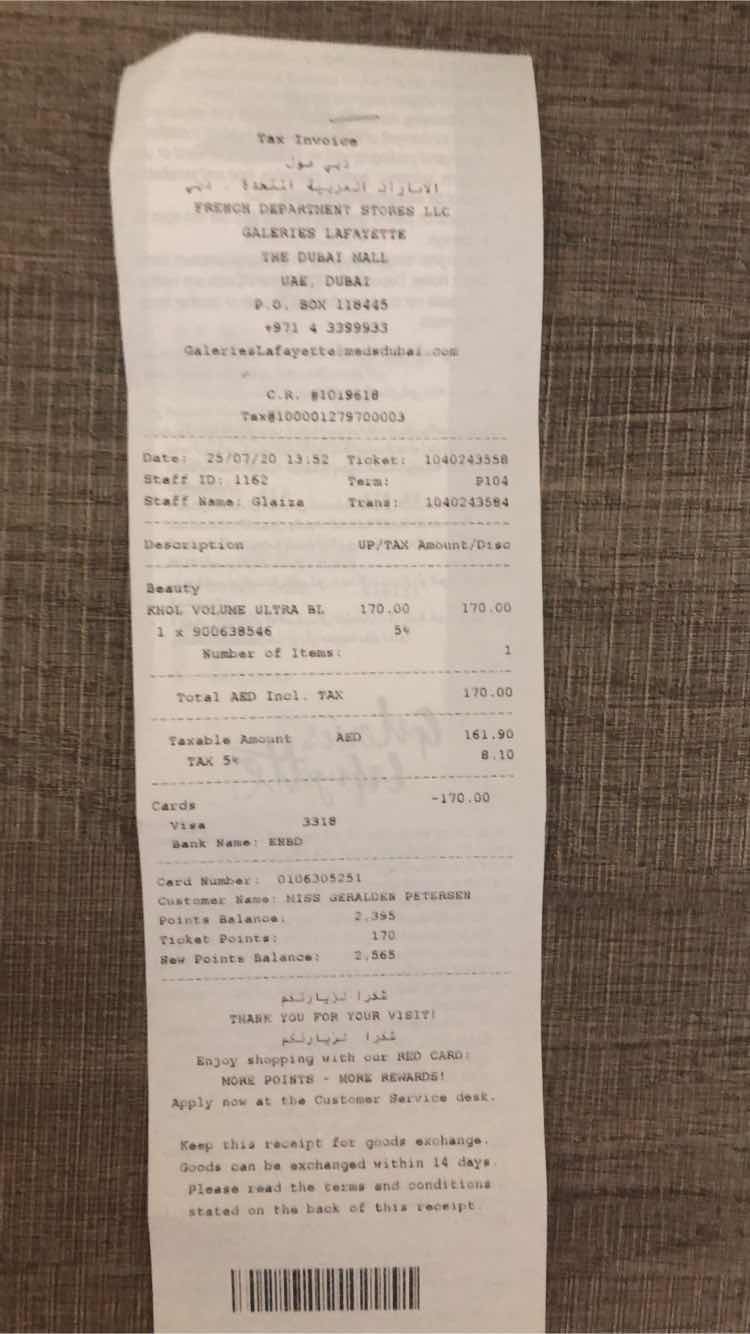 Tax Invoice
دبي مول
الامارات العربية المتحدة . دبي
FRENCH DEPARTMENT STORES LLC
GALERIES LAFAYETTE
THE DUBAI MALL
UAE, DUBAI
P.O. BOX 118445
+971 4 3399933
GaleriesLafayette@medsdubai.com
C.R. #1019618
Tax#100001279700003
Date: 25/07/20 13:52 Ticket: 1040243558
Staff ID: 1162 Term: P104
Staff Name: Glaiza Trans: 1040243584
Description UP/TAX Amount/Disc
Beauty
KHOL VOLUME ULTRA BL 170.00 170.00
1 x 900638546 5%
Number of Items: 1
Total AED Incl. TAX 170.00
Taxable Amount AED 161.90
TAX 5% 8.10
Cards -170.00
Visa 3318
Bank Name: ENBD
Card Number: 0106305251
Customer Name: MISS GERALDEN PETERSEN
Points Balance: 2,395
Ticket Points: 170
New Points Balance: 2,565
شكرا لزيارتكم
THANK YOU FOR YOUR VISIT!
شكرا لزيارتكم
Enjoy shopping with our RED CARD:
MORE POINTS - MORE REWARDS!
Apply now at the Customer Service desk.
Keep this receipt for goods exchange.
Goods can be exchanged within 14 days.
Please read the terms and conditions
stated on the back of this receipt.